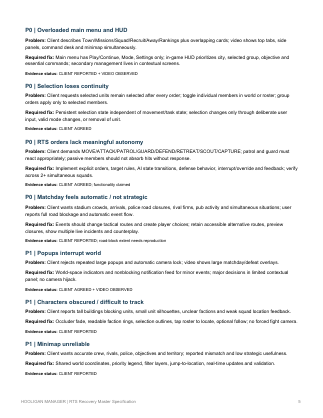 P0 | Overloaded main menu and HUD
Problem: Client describes Town/Missions/Squad/Recruit/Away/Rankings plus overlapping cards; video shows top tabs, side
panels, command desk and minimap simultaneously.
Required fix: Main menu has Play/Continue, Mode, Settings only; in-game HUD prioritizes city, selected group, objective and
essential commands; secondary management lives in contextual screens.
Evidence status: CLIENT REPORTED + VIDEO OBSERVED
P0 | Selection loses continuity
Problem: Client requests selected units remain selected after every order; toggle individual members in world or roster; group
orders apply only to selected members.
Required fix: Persistent selection state independent of movement/task state; selection changes only through deliberate user
input, valid mode changes, or removal of unit.
Evidence status: CLIENT AGREED
P0 | RTS orders lack meaningful autonomy
Problem: Client demands MOVE/ATTACK/PATROL/GUARD/DEFEND/RETREAT/SCOUT/CAPTURE; patrol and guard must
react appropriately; passive members should not absorb hits without response.
Required fix: Implement explicit orders, target rules, AI state transitions, defense behavior, interrupt/override and feedback; verify
across 2+ simultaneous squads.
Evidence status: CLIENT AGREED; functionality claimed
P0 | Matchday feels automatic / not strategic
Problem: Client wants stadium crowds, arrivals, police road closures, rival firms, pub activity and simultaneous situations; user
reports full road blockage and automatic event flow.
Required fix: Events should change tactical routes and create player choices; retain accessible alternative routes, preview
closures, show multiple live incidents and counterplay.
Evidence status: CLIENT REPORTED; road-block extent needs reproduction
P1 | Popups interrupt world
Problem: Client rejected repeated large popups and automatic camera lock; video shows large matchday/defeat overlays.
Required fix: World-space indicators and nonblocking notification feed for minor events; major decisions in limited contextual
panel; no camera hijack.
Evidence status: CLIENT AGREED + VIDEO OBSERVED
P1 | Characters obscured / difficult to track
Problem: Client reports tall buildings blocking units, small unit silhouettes, unclear factions and weak squad location feedback.
Required fix: Occluder fade, readable faction rings, selection outlines, tap roster to locate, optional follow; no forced camera.
Evidence status: CLIENT REPORTED
P1 | Minimap unreliable
Problem: Client wants accurate crew, rivals, police, objectives and territory; reported mismatch and low strategic usefulness.
Required fix: Shared world coordinates, priority legend, filter layers, jump-to-location, real-time updates and validation.
Evidence status: CLIENT REPORTED
HOOLIGAN MANAGER | RTS Recovery Master Specification